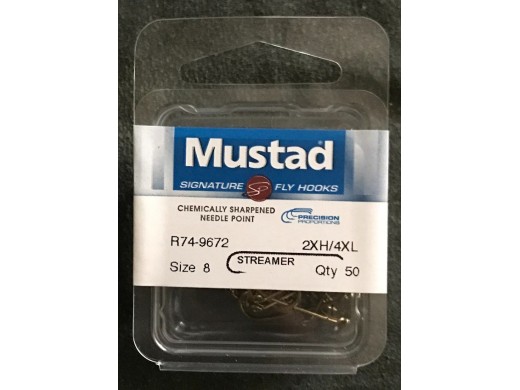 Mustad
SIGNATURE SP FLY HOOKS
CHEMICALLY SHARPENED
NEEDLE POINT
PRECISION
PROPORTIONS
R74-9672 2XH/4XL
STREAMER
Size 8 Qty 50